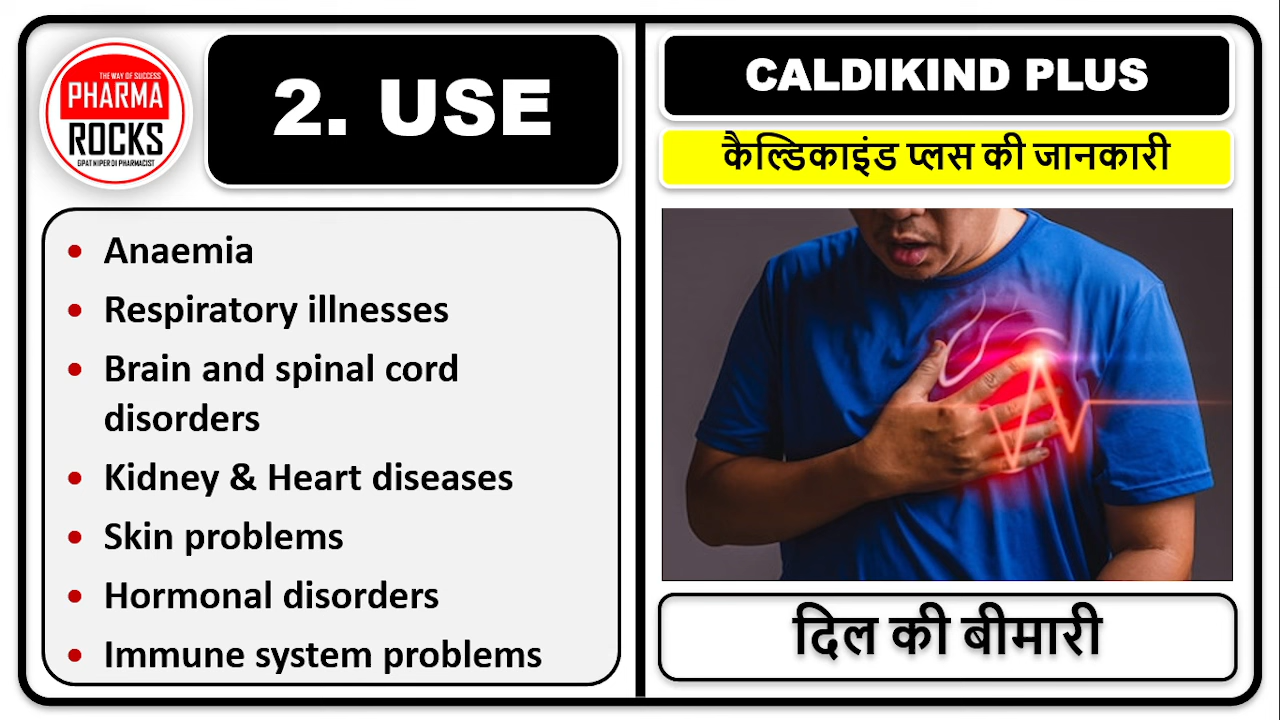 THE WAY OF SUCCESS
PHARMA
ROCKS
GPAT NIPER DI PHARMACIST
2. USE
Anaemia
Respiratory illnesses
Brain and spinal cord
disorders
Kidney & Heart diseases
Skin problems
Hormonal disorders
Immune system problems
CALDIKIND PLUS
कैल्डिकाइंड प्लस की जानकारी
दिल की बीमारी